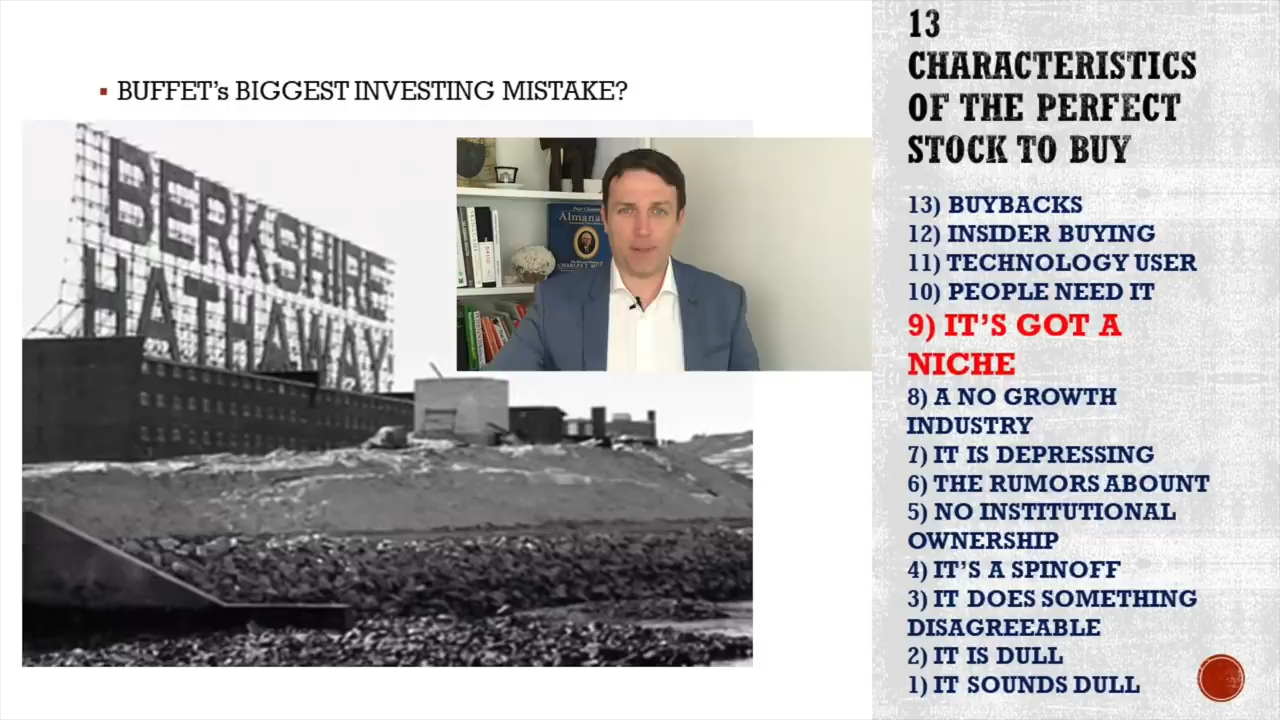 BUFFET's BIGGEST INVESTING MISTAKE?
BERKSHIRE
HATHAWAY
Almana
13
CHARACTERISTICS
OF THE PERFECT
STOCK TO BUY
13) BUYBACKS
12) INSIDER BUYING
11) TECHNOLOGY USER
10) PEOPLE NEED IT
9) IT'S GOT A
NICHE
8) A NO GROWTH
INDUSTRY
7) IT IS DEPRESSING
6) THE RUMORS ABOUNT
5) NO INSTITUTIONAL
OWNERSHIP
4) IT'S A SPINOFF
3) IT DOES SOMETHING
DISAGREEABLE
2) IT IS DULL
1) IT SOUNDS DULL